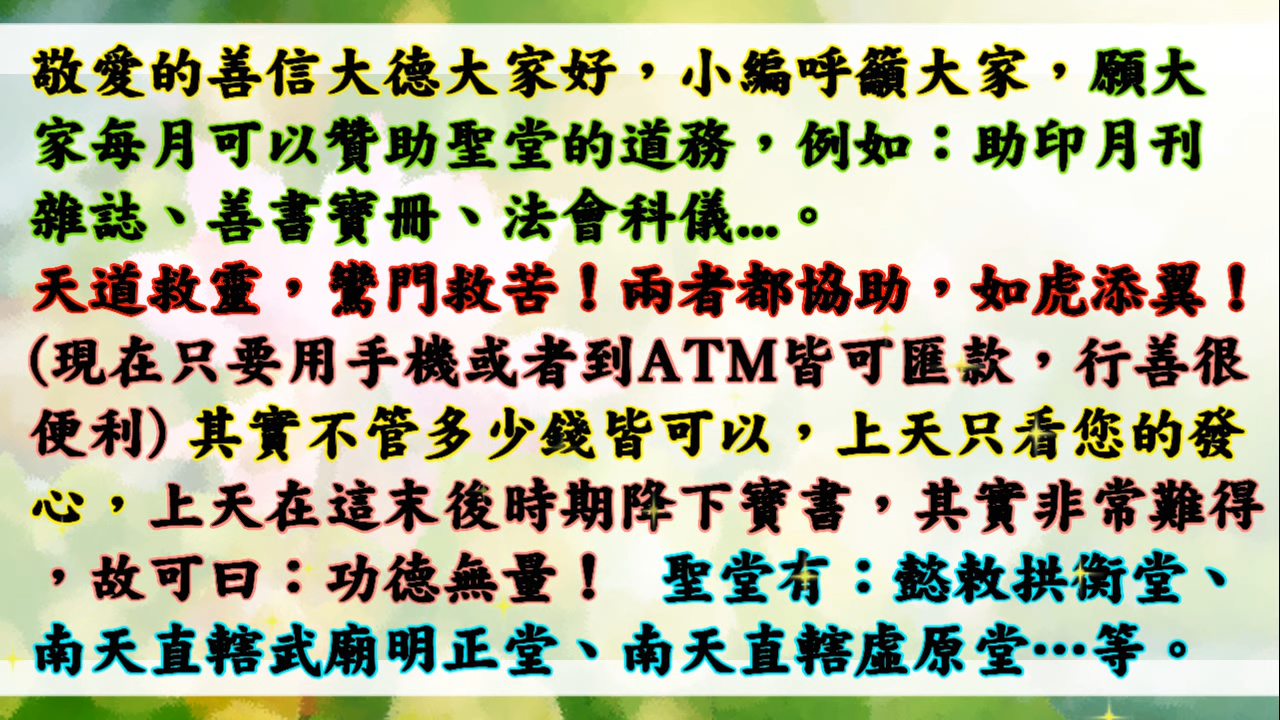 敬愛的善信大德大家好，小編呼籲大家，願大
家每月可以贊助聖堂的道務，例如：助印月刊
雜誌、善書寶冊、法會科儀...。
天道救靈，鸞門救苦！兩者都協助，如虎添翼！
(現在只要用手機或者到ATM皆可匯款，行善很
便利) 其實不管多少錢皆可以，上天只看您的發
心，上天在這末後時期降下寶書，其實非常難得
，故可曰：功德無量！ 聖堂有：懿敕拱衡堂、
南天直轄武廟明正堂、南天直轄虛原堂…等。